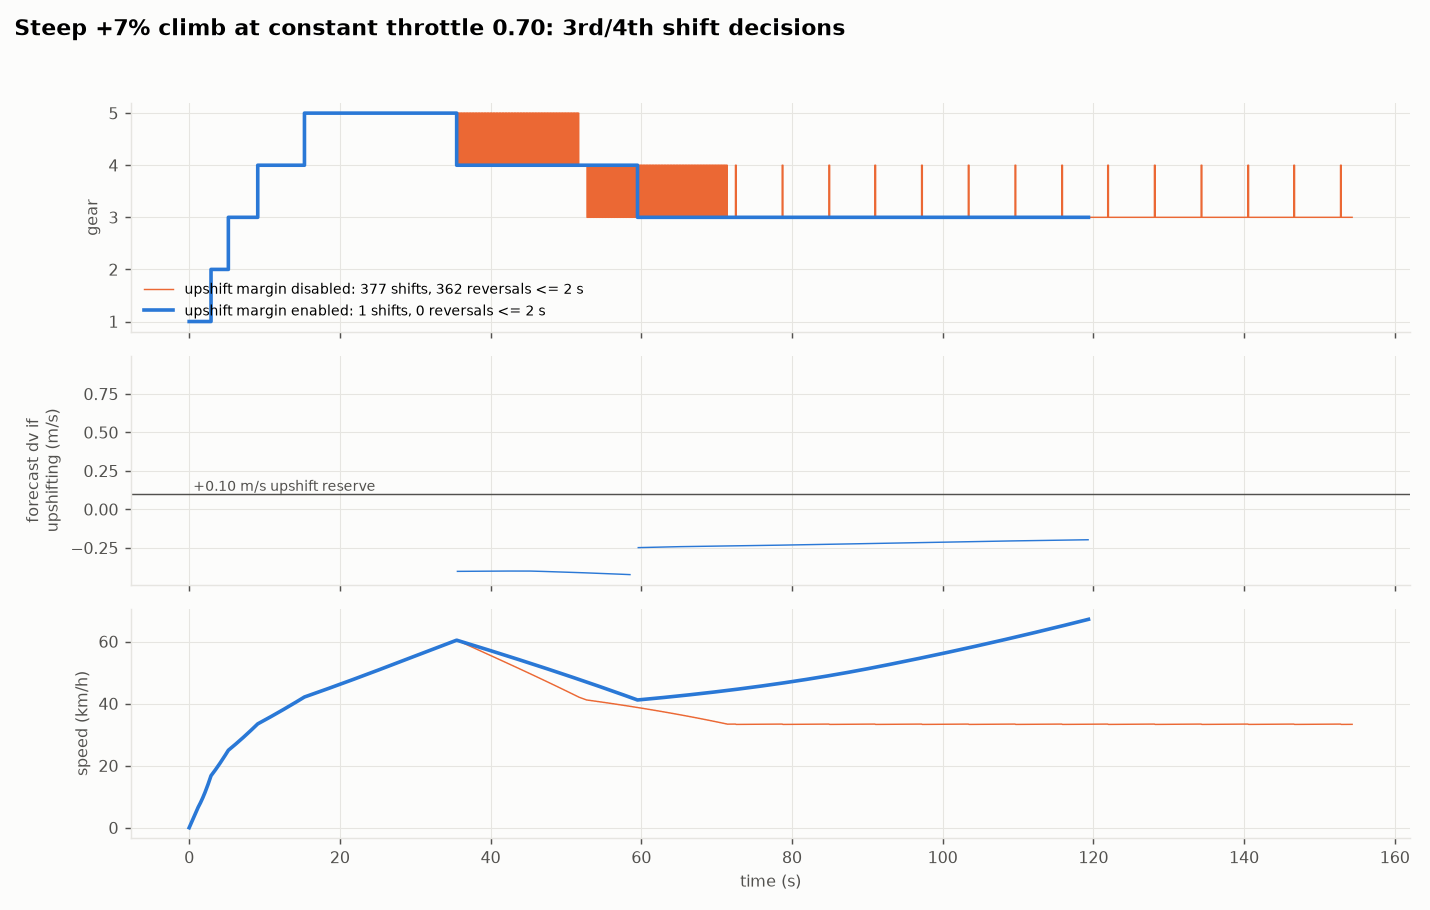 Steep +7% climb at constant throttle 0.70: 3rd/4th shift decisions
5
4
3
2
1
gear
upshift margin disabled: 377 shifts, 362 reversals <= 2 s
upshift margin enabled: 1 shifts, 0 reversals <= 2 s
0.75
0.50
0.25
0.00
−0.25
forecast dv if
upshifting (m/s)
+0.10 m/s upshift reserve
60
40
20
0
speed (km/h)
0 20 40 60 80 100 120 140 160
time (s)